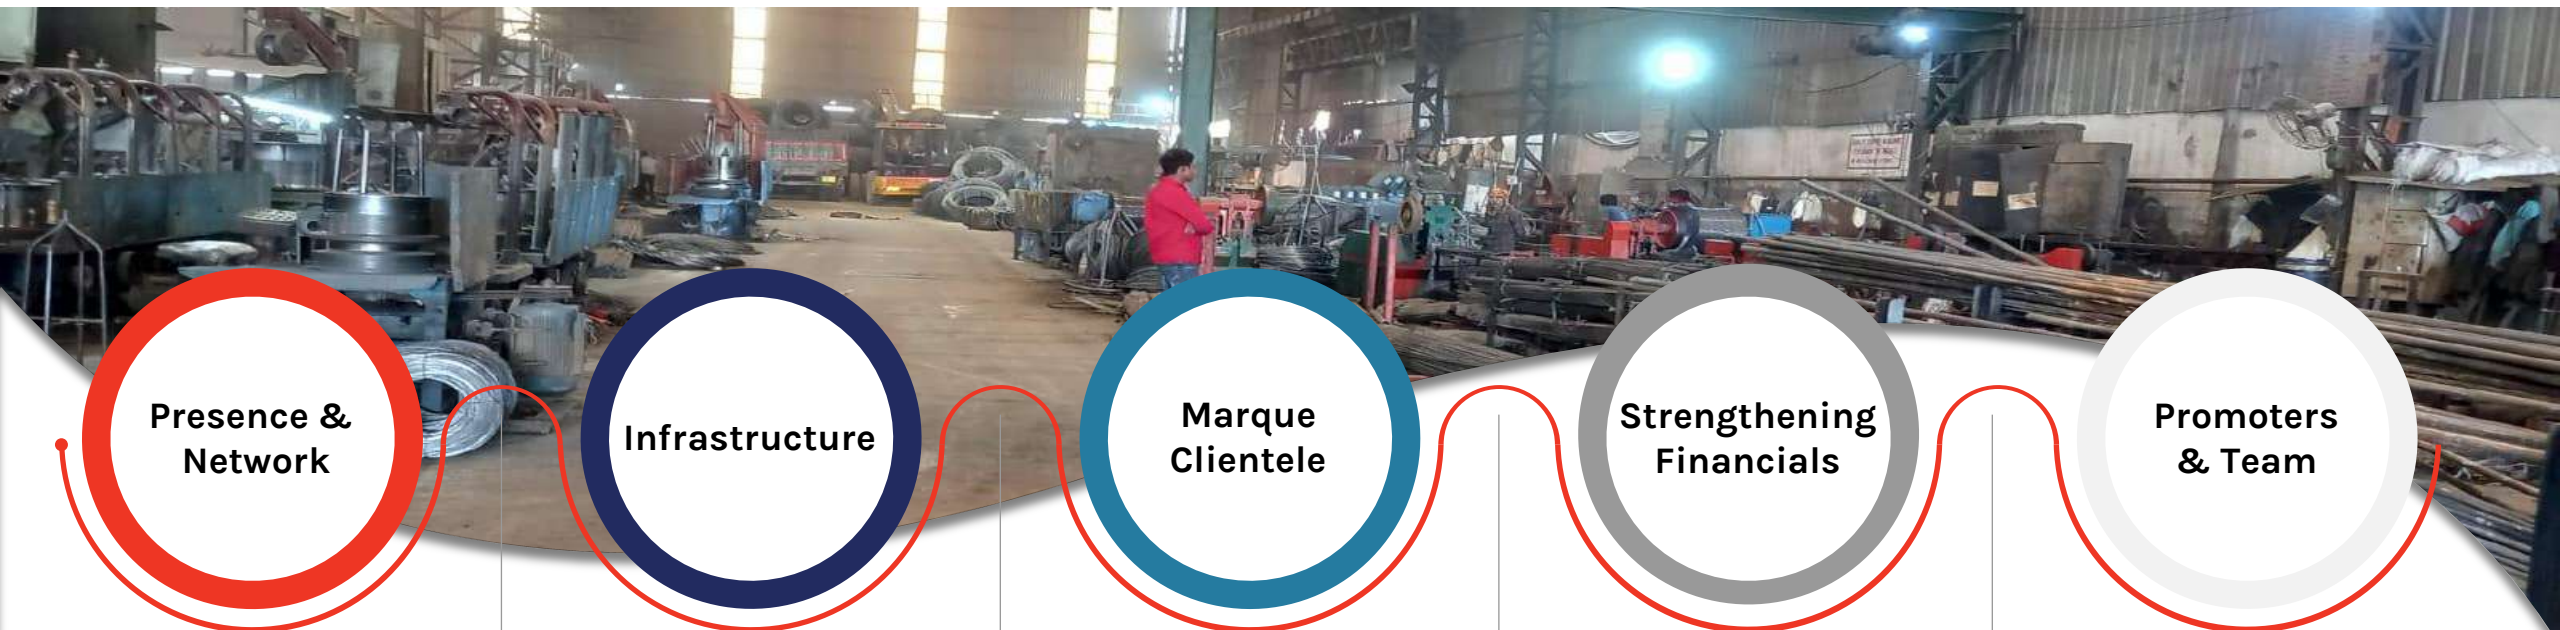 Presence &
Network
Infrastructure
Marque
Clientele
Strengthening
Financials
Promoters
& Team